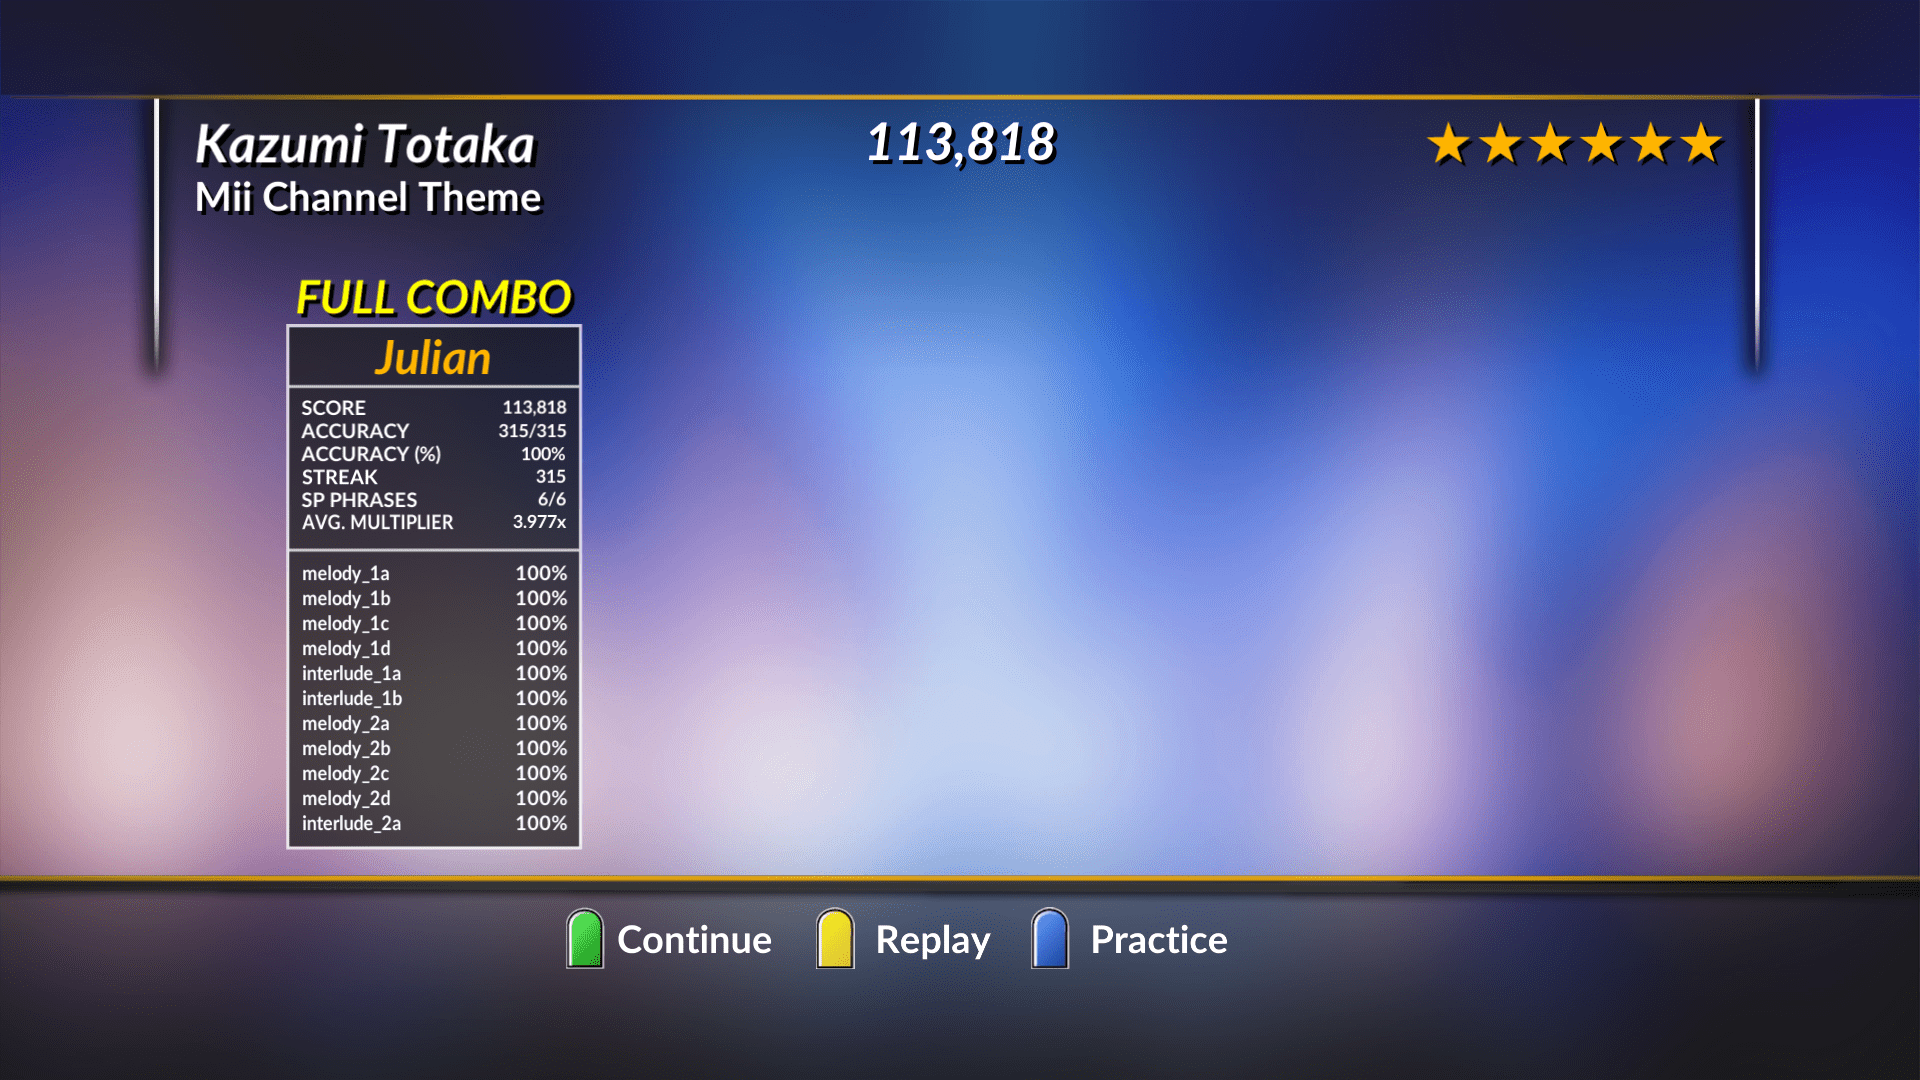 Kazumi Totaka
113,818
Mii Channel Theme
FULL COMBO
Julian
SCORE 113,818
ACCURACY 315/315
ACCURACY (%) 100%
STREAK 315
SP PHRASES 6/6
AVG. MULTIPLIER 3.977x
melody_1a 100%
melody_1b 100%
melody_1c 100%
melody_1d 100%
interlude_1a 100%
interlude_1b 100%
melody_2a 100%
melody_2b 100%
melody_2c 100%
melody_2d 100%
interlude_2a 100%
Continue Replay Practice